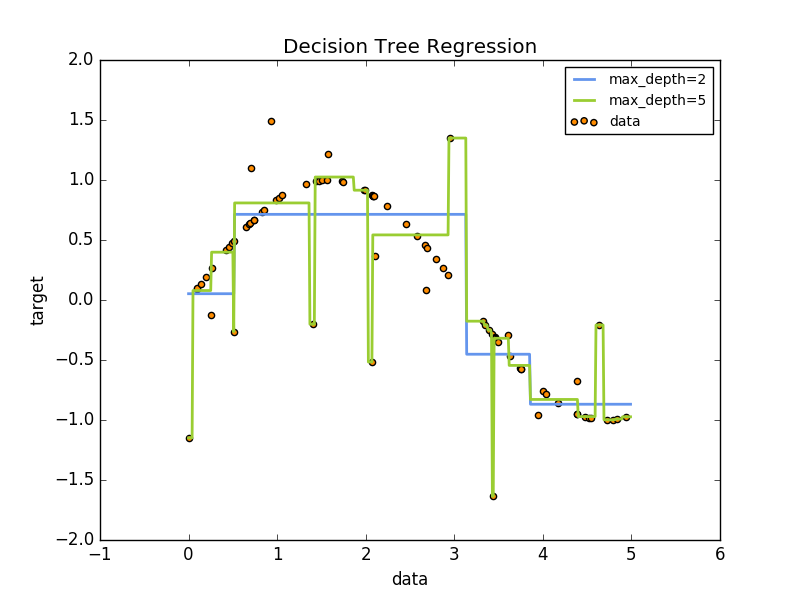 Decision Tree Regression
max_depth=2
max_depth=5
data
2.0
1.5
1.0
0.5
0.0
−0.5
−1.0
−1.5
−2.0
target
−1 0 1 2 3 4 5 6
data